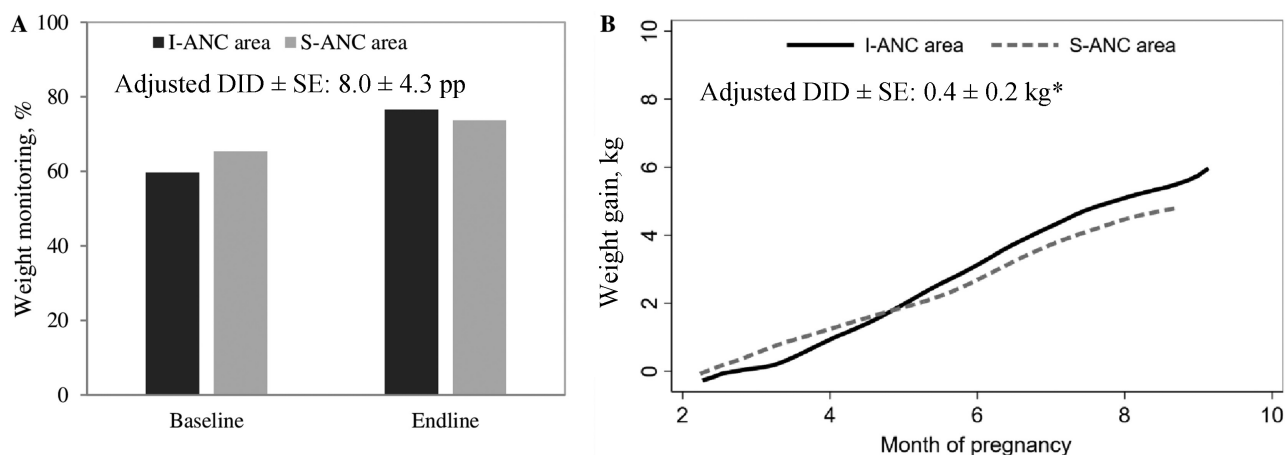 A
100
80
60
40
20
0
Weight monitoring, %
I-ANC area S-ANC area
Adjusted DID ± SE: 8.0 ± 4.3 pp
Baseline Endline
B
10
8
6
4
2
0
Weight gain, kg
I-ANC area S-ANC area
Adjusted DID ± SE: 0.4 ± 0.2 kg*
2 4 6 8 10
Month of pregnancy